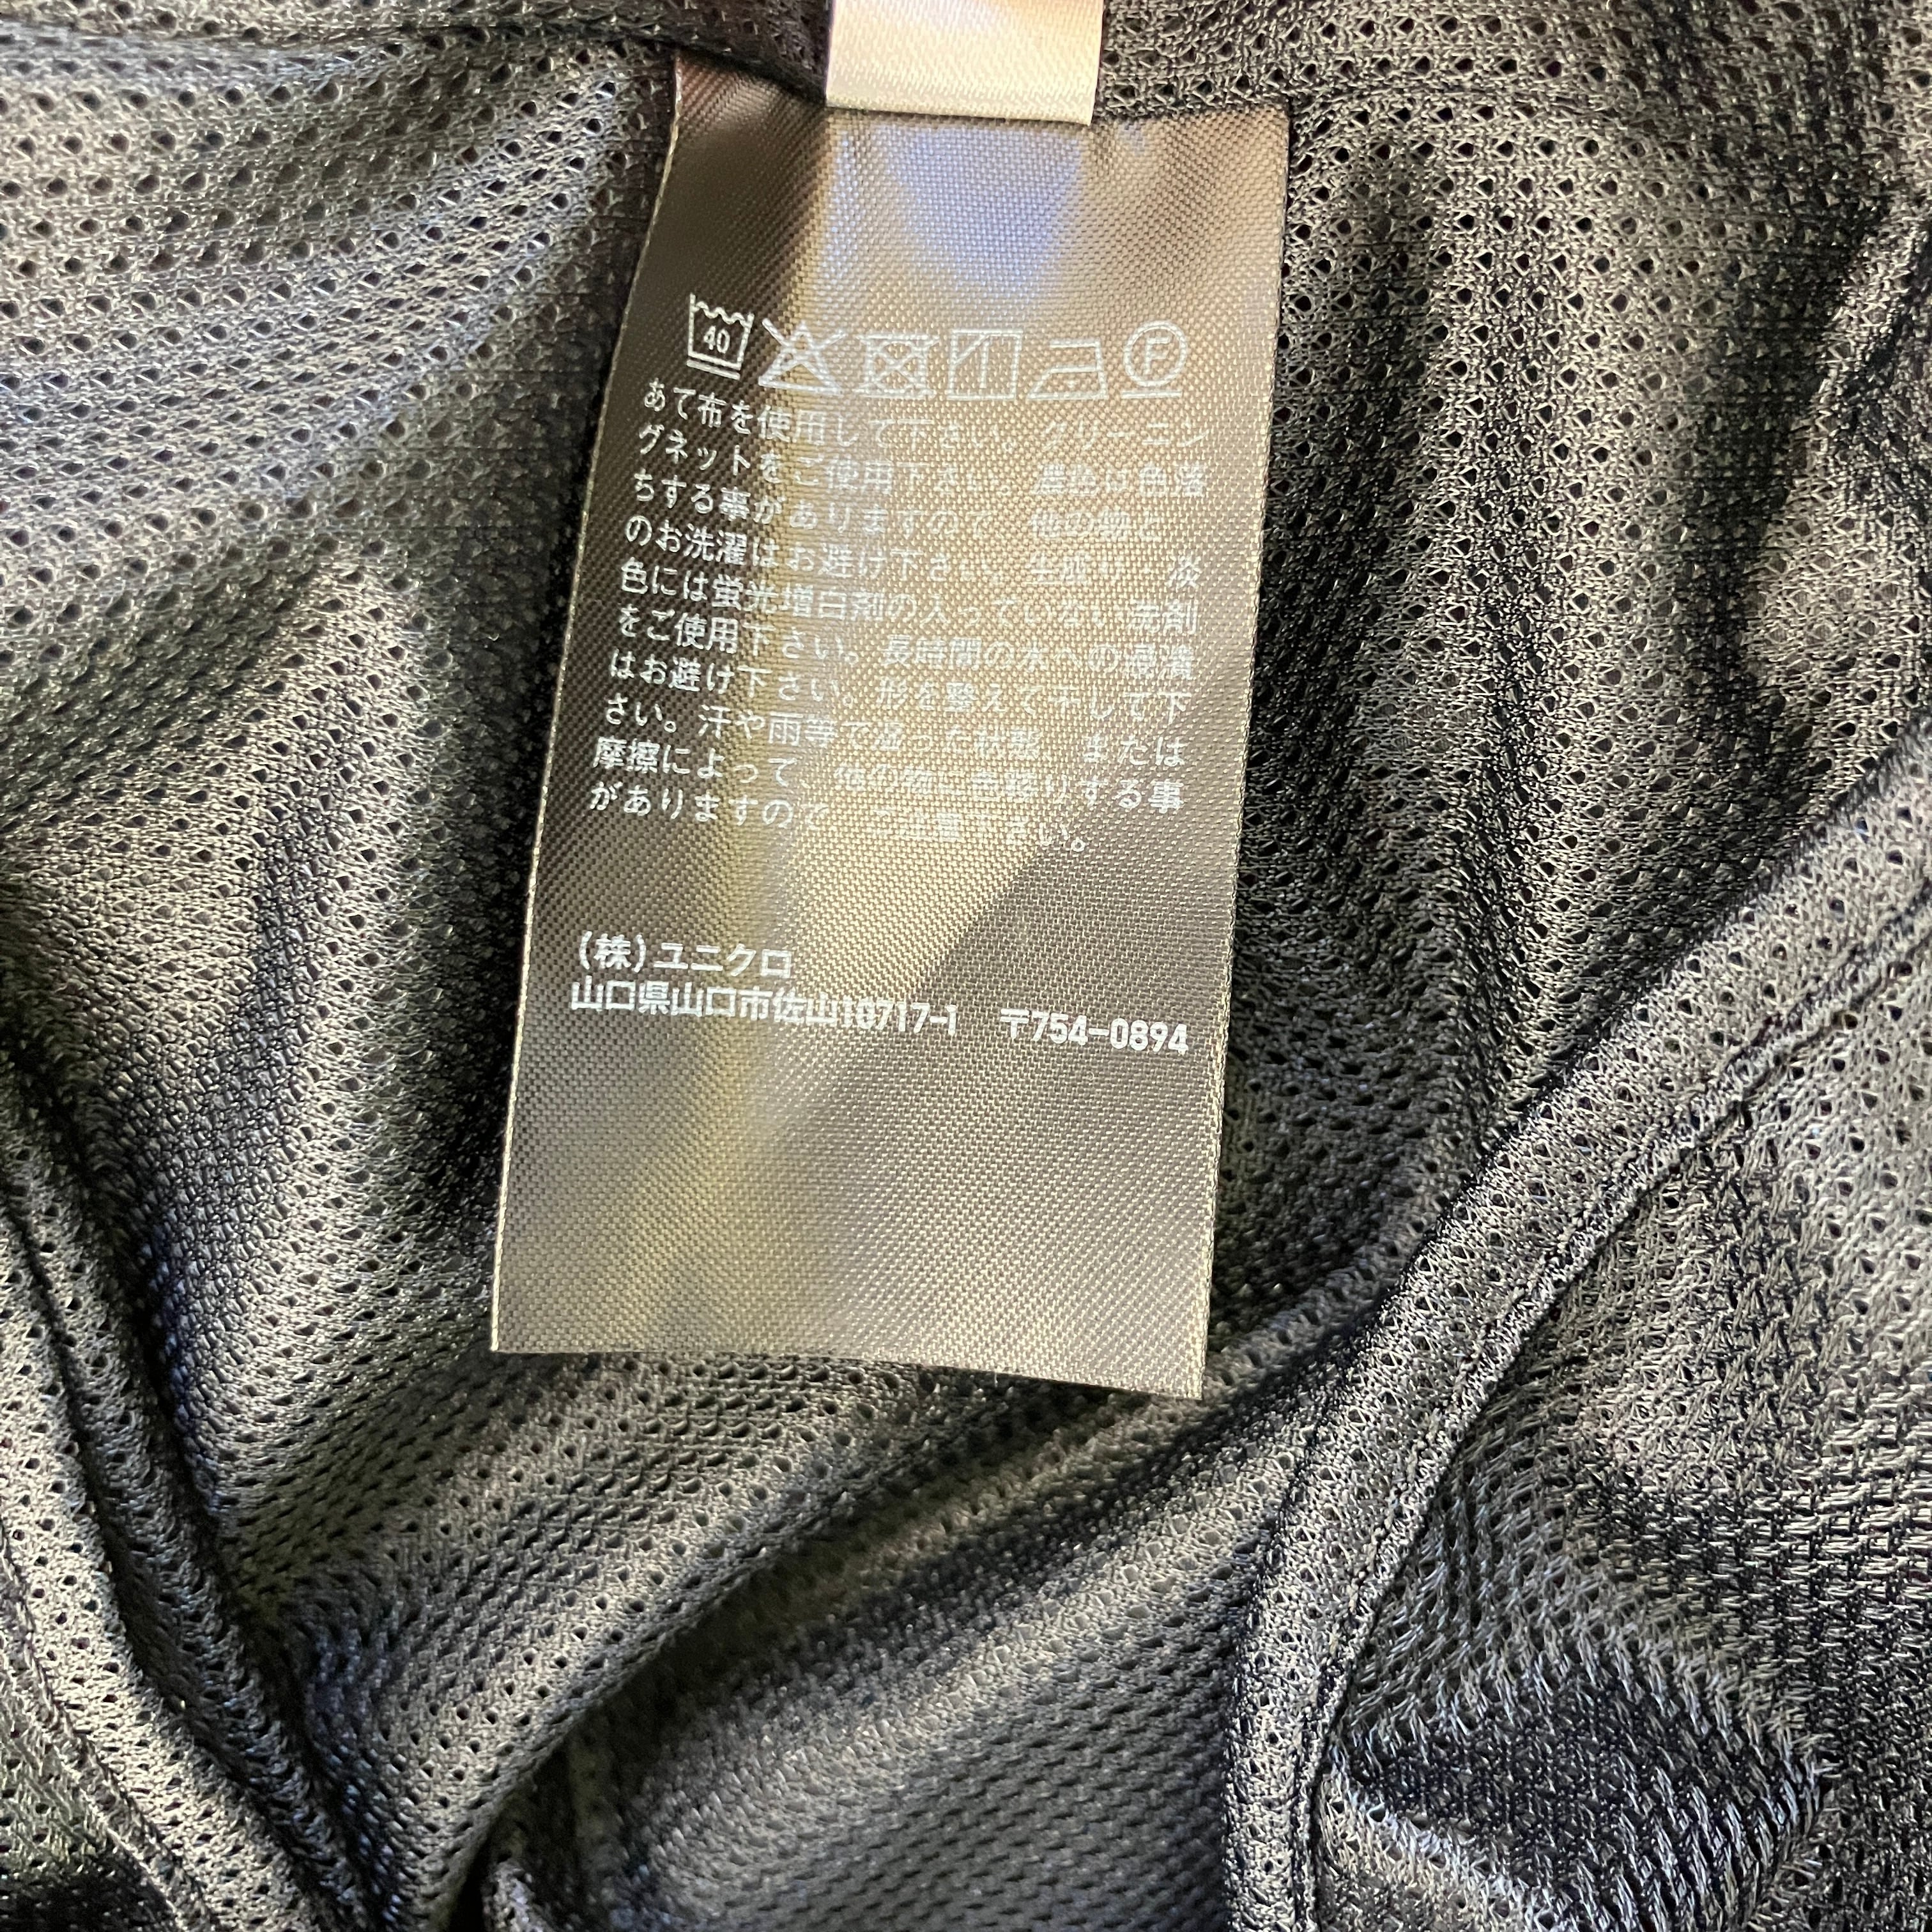 40
F
あて布を使用して下さい。クリーニン
グネットをご使用下さい。濃色は色落
ちする事がありますので、他の物と
のお洗濯はお避け下さい。生成り、淡
色には蛍光増白剤の入っていない洗剤
をご使用下さい。長時間の水への浸漬
はお避け下さい。形を整えて干して下
さい。汗や雨等で湿った状態、または
摩擦によって、他の物に色移りする事
がありますので、ご注意下さい。
(株)ユニクロ
山口県山口市佐山10717-1 〒754-0894